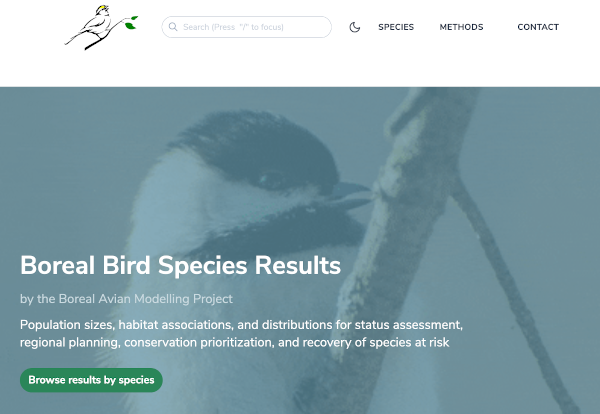 Search (Press "/" to focus)
SPECIES
METHODS
CONTACT
Boreal Bird Species Results
by the Boreal Avian Modelling Project
Population sizes, habitat associations, and distributions for status assessment,
regional planning, conservation prioritization, and recovery of species at risk
Browse results by species